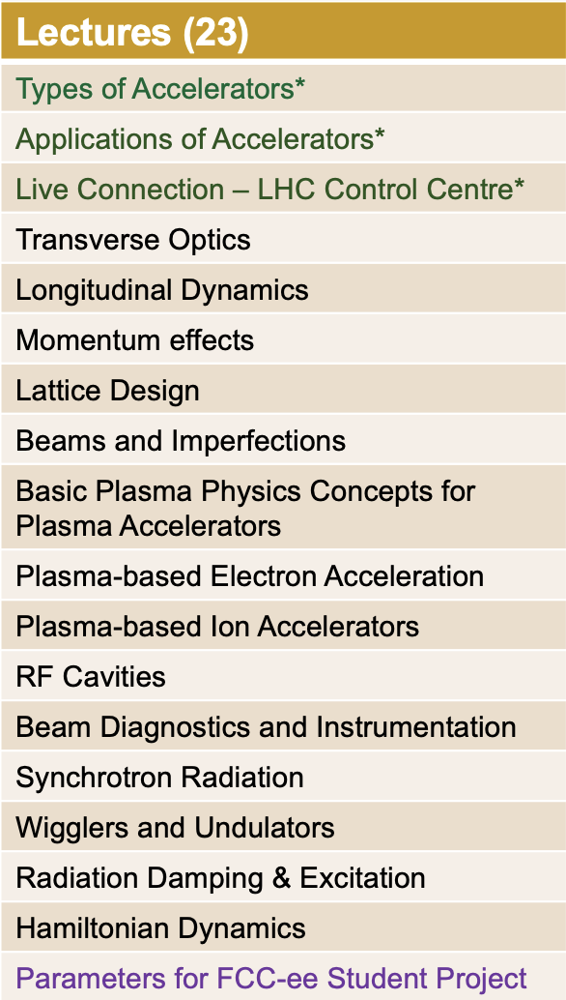 Lectures (23)
Types of Accelerators*
Applications of Accelerators*
Live Connection – LHC Control Centre*
Transverse Optics
Longitudinal Dynamics
Momentum effects
Lattice Design
Beams and Imperfections
Basic Plasma Physics Concepts for
Plasma Accelerators
Plasma-based Electron Acceleration
Plasma-based Ion Accelerators
RF Cavities
Beam Diagnostics and Instrumentation
Synchrotron Radiation
Wigglers and Undulators
Radiation Damping & Excitation
Hamiltonian Dynamics
Parameters for FCC-ee Student Project